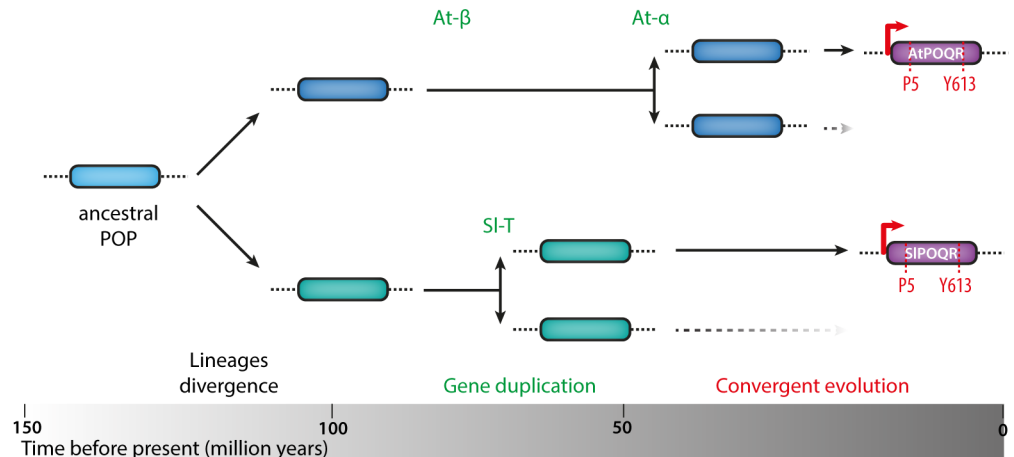 At-β
At-α
AtPOQR
P5 Y613
ancestral
POP
Sl-T
SlPOQR
P5 Y613
Lineages
divergence
Gene duplication
Convergent evolution
150
100
50
0
Time before present (million years)